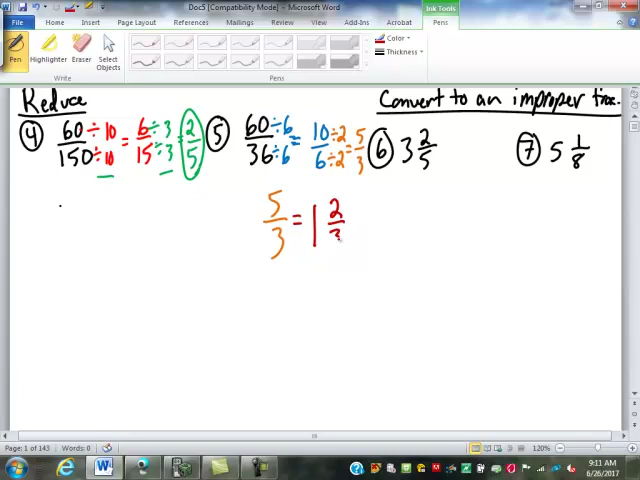 Doc5 [Compatibility Mode] - Microsoft Word
Ink Tools
File Home Insert Page Layout References Mailings Review View Add-Ins Acrobat Pens
Pen Highlighter Eraser Select Objects
Color
Thickness
Write
Pens
Reduce
Convert to an improper frac.
4 60/150 ÷10/÷10 = 6/15 ÷3/÷3 = 2/5
5 60/36 ÷6/÷6 = 10/6 ÷2/÷2 = 5/3
6 3 2/5
7 5 1/8
5/3 = 1 2/3
Page: 1 of 143 Words: 0 120%
9:11 AM
6/26/2017